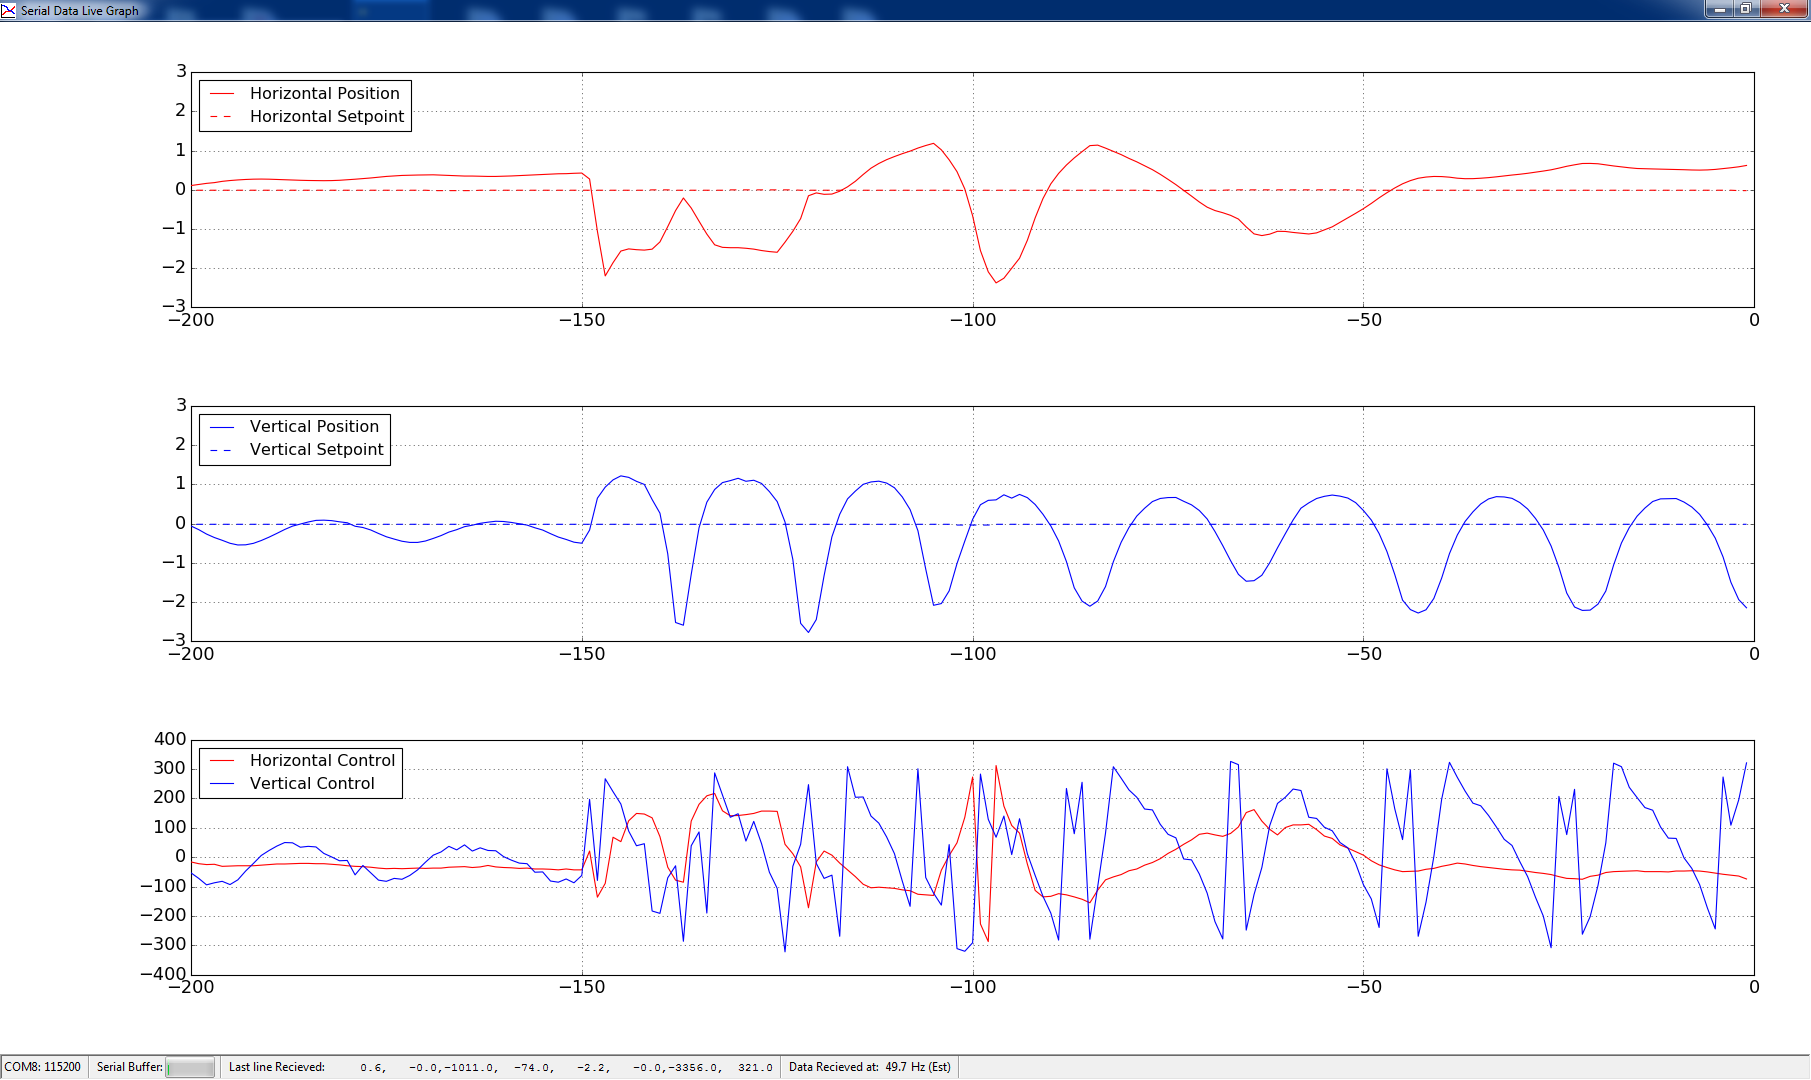 Serial Data Live Graph
3
2
1
0
−1
−2
−3
Horizontal Position
Horizontal Setpoint
−200 −150 −100 −50 0
3
2
1
0
−1
−2
−3
Vertical Position
Vertical Setpoint
−200 −150 −100 −50 0
400
300
200
100
0
−100
−200
−300
−400
Horizontal Control
Vertical Control
−200 −150 −100 −50 0
COM8: 115200 Serial Buffer: Last line Recieved: 0.6, -0.0,-1011.0, -74.0, -2.2, -0.0,-3356.0, 321.0 Data Recieved at: 49.7 Hz (Est)